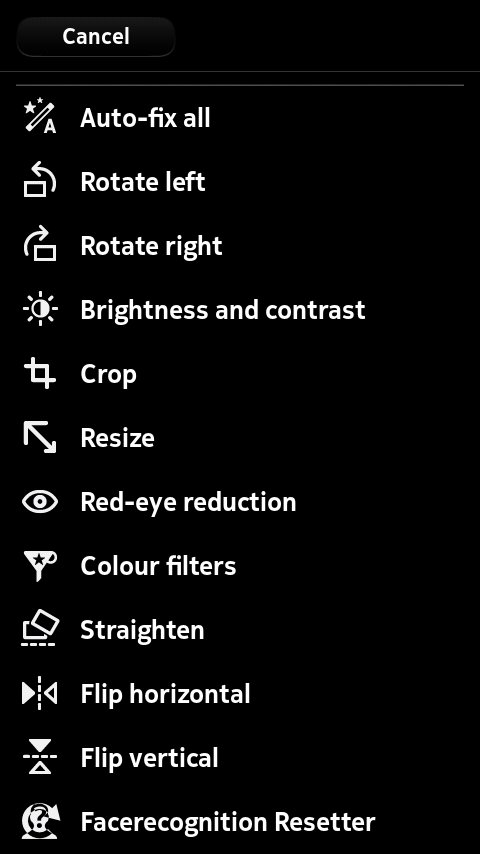 Cancel
Auto-fix all
Rotate left
Rotate right
Brightness and contrast
Crop
Resize
Red-eye reduction
Colour filters
Straighten
Flip horizontal
Flip vertical
Facerecognition Resetter